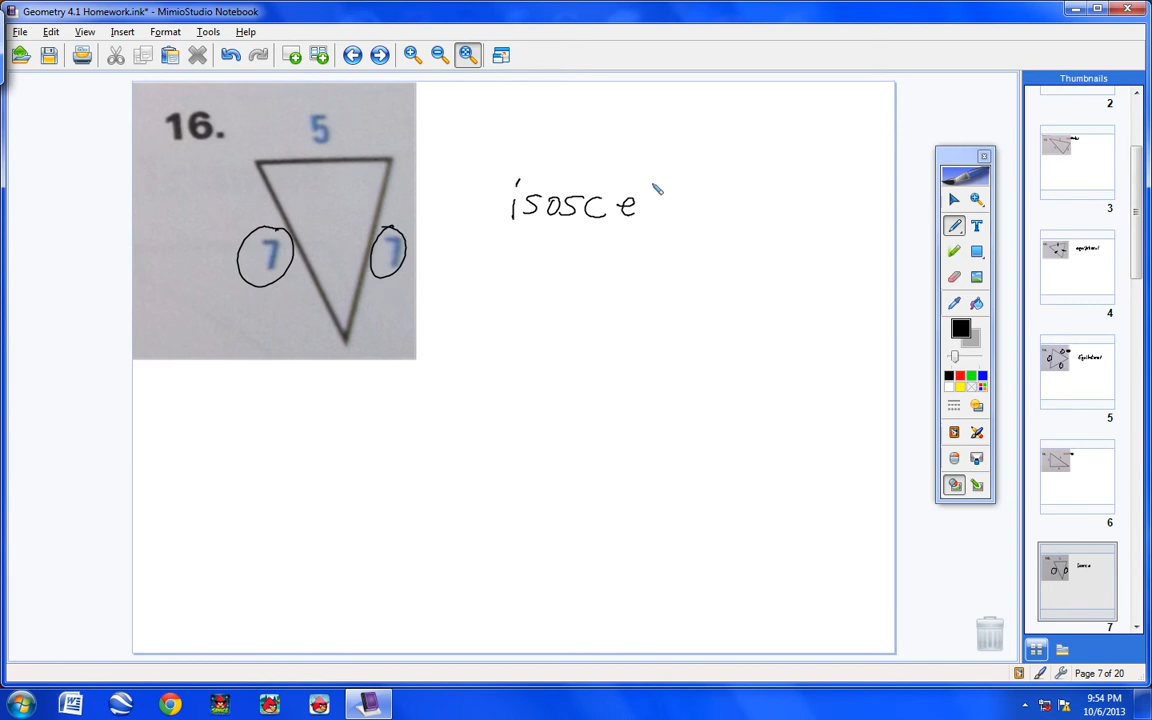 Geometry 4.1 Homework.ink* - MimioStudio Notebook
File Edit View Insert Format Tools Help
Thumbnails
16.
5
7 7
isosce
2
3
equilateral
4
5
6
7
Page 7 of 20
9:54 PM
10/6/2013